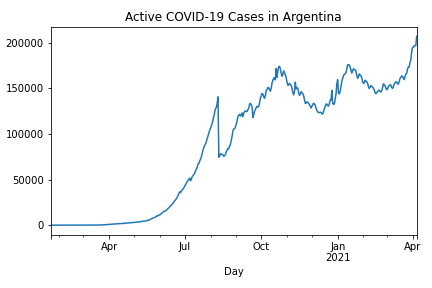 Active COVID-19 Cases in Argentina
200000
150000
100000
50000
0
Apr Jul Oct Jan Apr
2021
Day